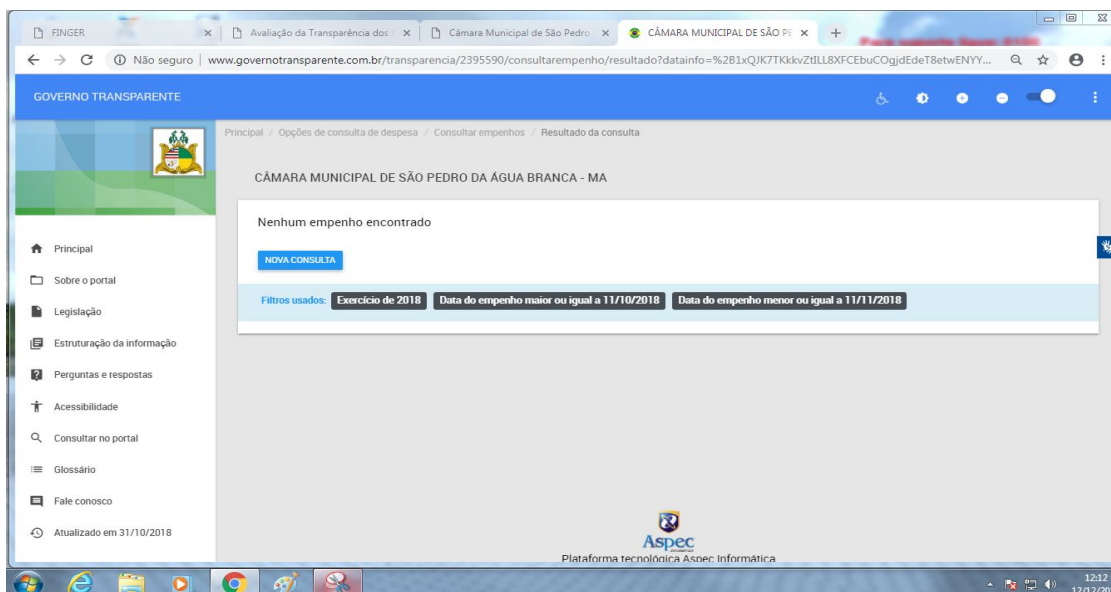 FINGER
Avaliação da Transparência dos
Câmara Municipal de São Pedro
CÂMARA MUNICIPAL DE SÃO PE
Não seguro | www.governotransparente.com.br/transparencia/2395590/consultarempenho/resultado?datainfo=%2B1xQJK7TKkkvZtILL8XFCEbuCOgjdEdeT8etwENYY...
GOVERNO TRANSPARENTE
Principal / Opções de consulta de despesa / Consultar empenhos / Resultado da consulta
CÂMARA MUNICIPAL DE SÃO PEDRO DA ÁGUA BRANCA - MA
Nenhum empenho encontrado
NOVA CONSULTA
Filtros usados: Exercício de 2018 Data do empenho maior ou igual a 11/10/2018 Data do empenho menor ou igual a 11/11/2018
Principal
Sobre o portal
Legislação
Estruturação da informação
Perguntas e respostas
Acessibilidade
Consultar no portal
Glossário
Fale conosco
Atualizado em 31/10/2018
Aspec
Plataforma tecnológica Aspec Informática
12:12
12/12/20